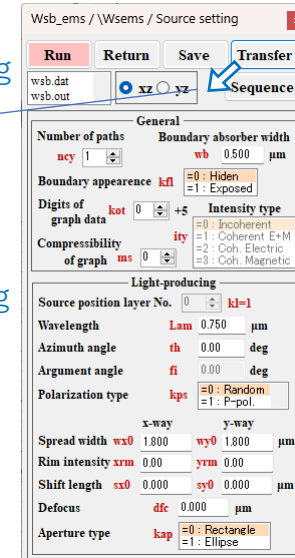 Wsb_ems / \Wsems / Source setting
Run Return Save Transfer
wsb.dat
wsb.out
xz yz Sequence
General
Number of paths Boundary absorber width
ncy 1 wb 0.500 μm
Boundary appearence kfl =0 : Hiden
=1 : Exposed
Digits of
graph data kot 0 +5 Intensity type
Compressibility
of graph ms 0 ity =0 : Incoherent
=1 : Coherent E+M
=2 : Coh. Electric
=3 : Coh. Magnetic
Light-producing
Source position layer No. 0 kl=1
Wavelength Lam 0.750 μm
Azimuth angle th 0.00 deg
Argument angle fi 0.00 deg
Polarization type kps =0 : Random
=1 : P-pol.
x-way y-way
Spread width wx0 1.800 wy0 1.800 μm
Rim intensity xrm 0.00 yrm 0.00
Shift length sx0 0.000 sy0 0.000 μm
Defocus dfc 0.000 μm
Aperture type kap =0 : Rectangle
=1 : Ellipse